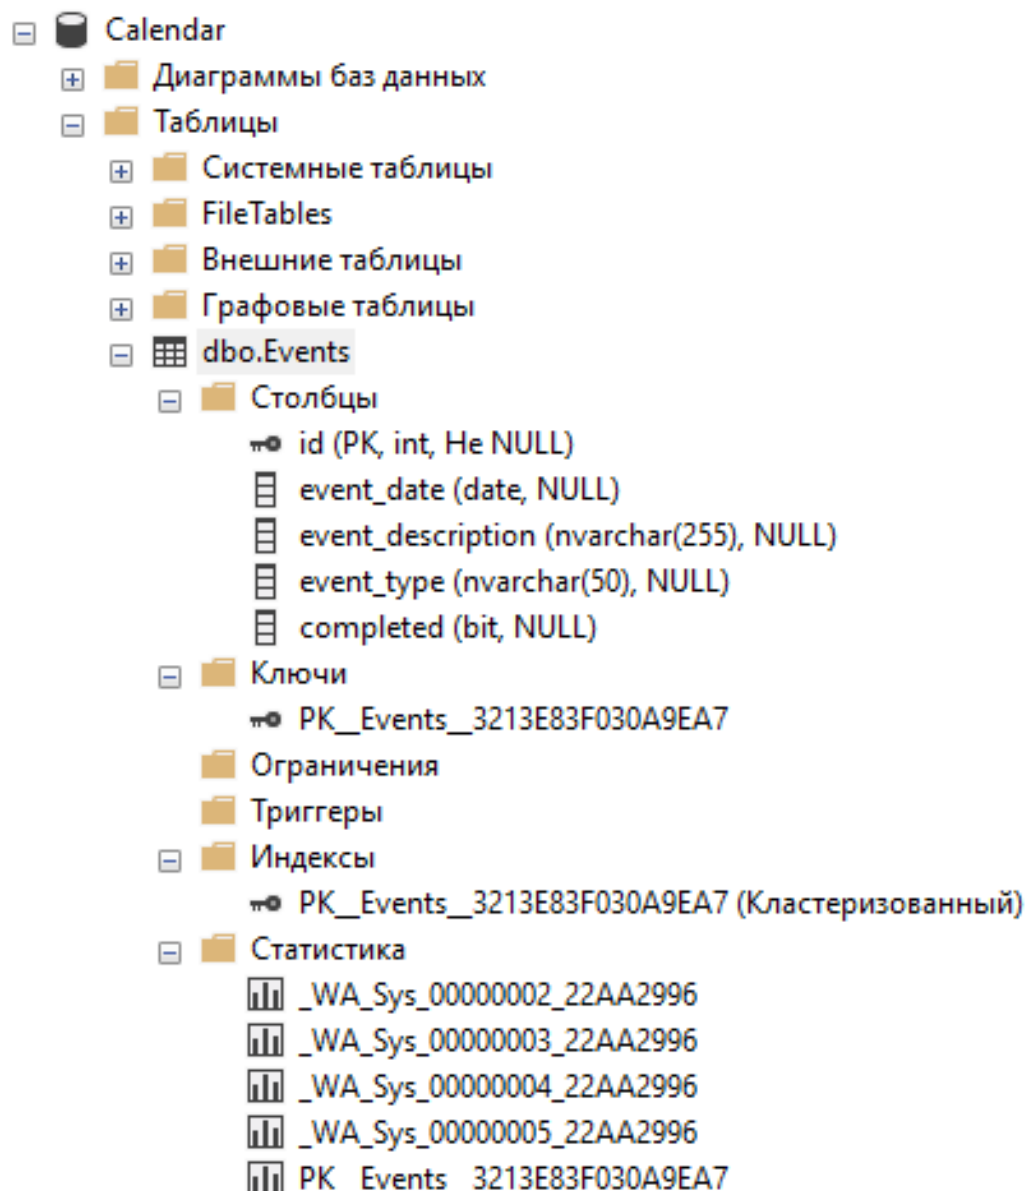 Calendar
Диаграммы баз данных
Таблицы
Системные таблицы
FileTables
Внешние таблицы
Графовые таблицы
dbo.Events
Столбцы
id (PK, int, Не NULL)
event_date (date, NULL)
event_description (nvarchar(255), NULL)
event_type (nvarchar(50), NULL)
completed (bit, NULL)
Ключи
PK__Events__3213E83F030A9EA7
Ограничения
Триггеры
Индексы
PK__Events__3213E83F030A9EA7 (Кластеризованный)
Статистика
_WA_Sys_00000002_22AA2996
_WA_Sys_00000003_22AA2996
_WA_Sys_00000004_22AA2996
_WA_Sys_00000005_22AA2996
PK__Events__3213E83F030A9EA7